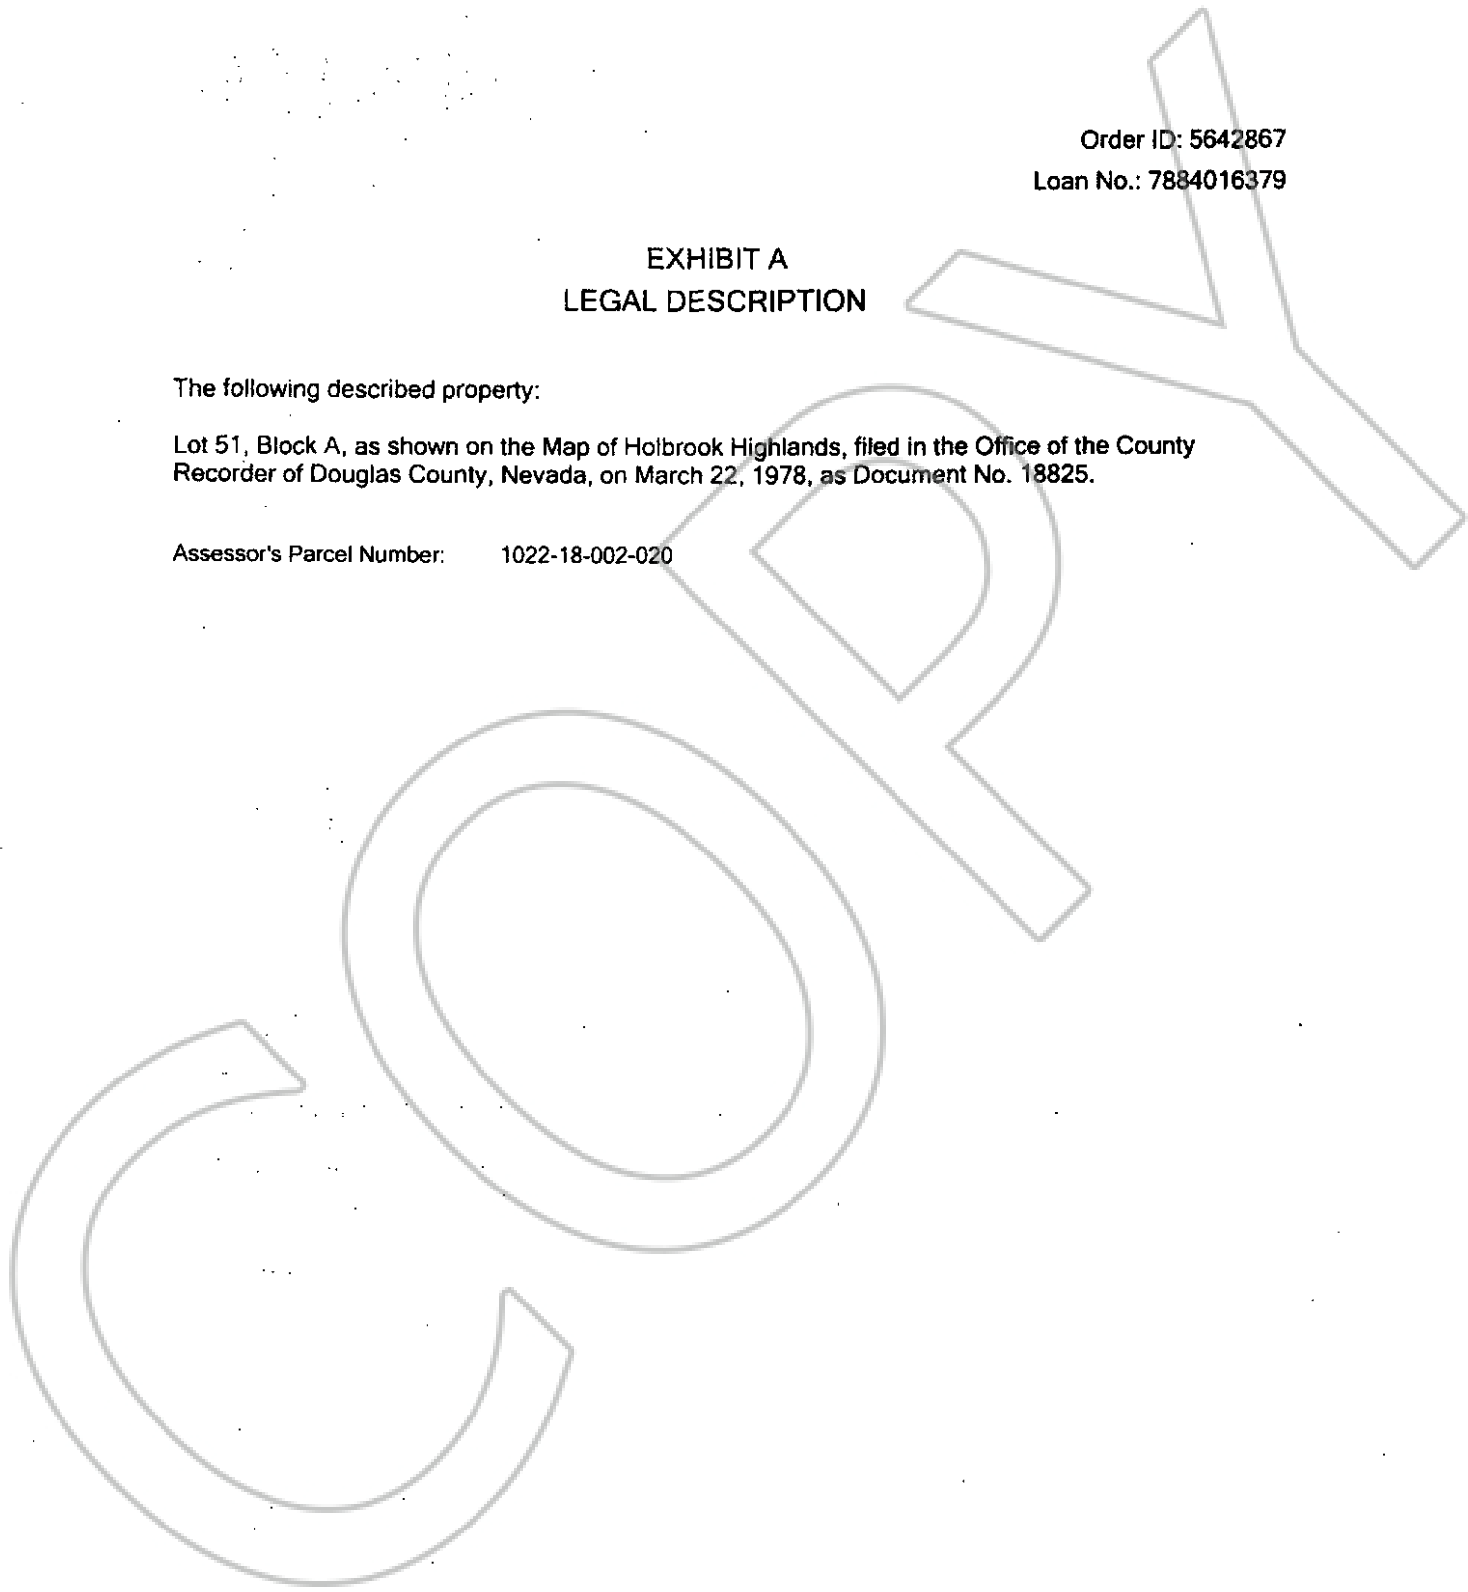 Order ID: 5642867
Loan No.: 7884016379
EXHIBIT A
LEGAL DESCRIPTION
The following described property:
Lot 51, Block A, as shown on the Map of Holbrook Highlands, filed in the Office of the County
Recorder of Douglas County, Nevada, on March 22, 1978, as Document No. 18825.
Assessor's Parcel Number: 1022-18-002-020
COPY